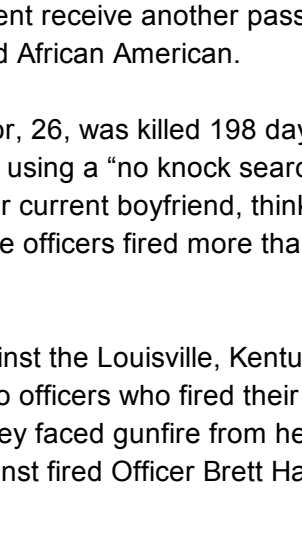 ent receive another pass
d African American.
or, 26, was killed 198 day
using a “no knock searc
r current boyfriend, think
e officers fired more tha
inst the Louisville, Kentu
o officers who fired their
ey faced gunfire from he
inst fired Officer Brett Ha